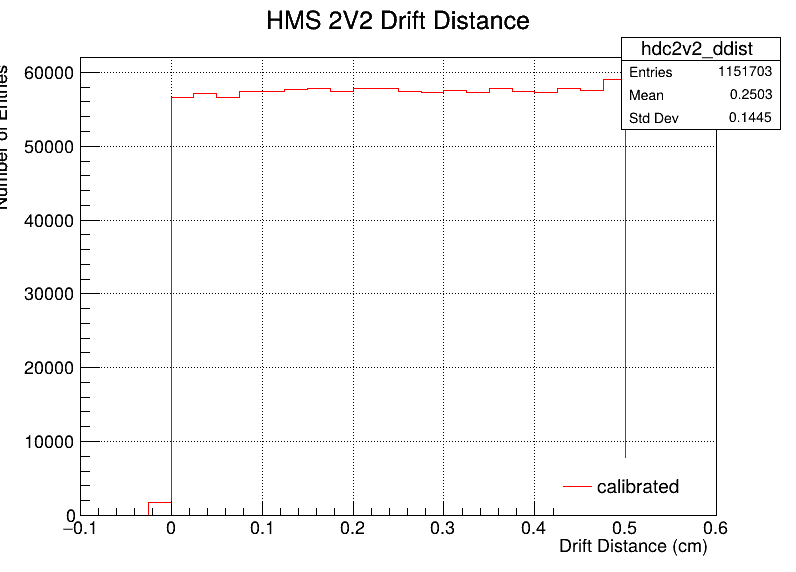 HMS 2V2 Drift Distance
hdc2v2_ddist
Entries 1151703
Mean 0.2503
Std Dev 0.1445
Number of Entries
60000
50000
40000
30000
20000
10000
0
−0.1 0 0.1 0.2 0.3 0.4 0.5 0.6
calibrated
Drift Distance (cm)